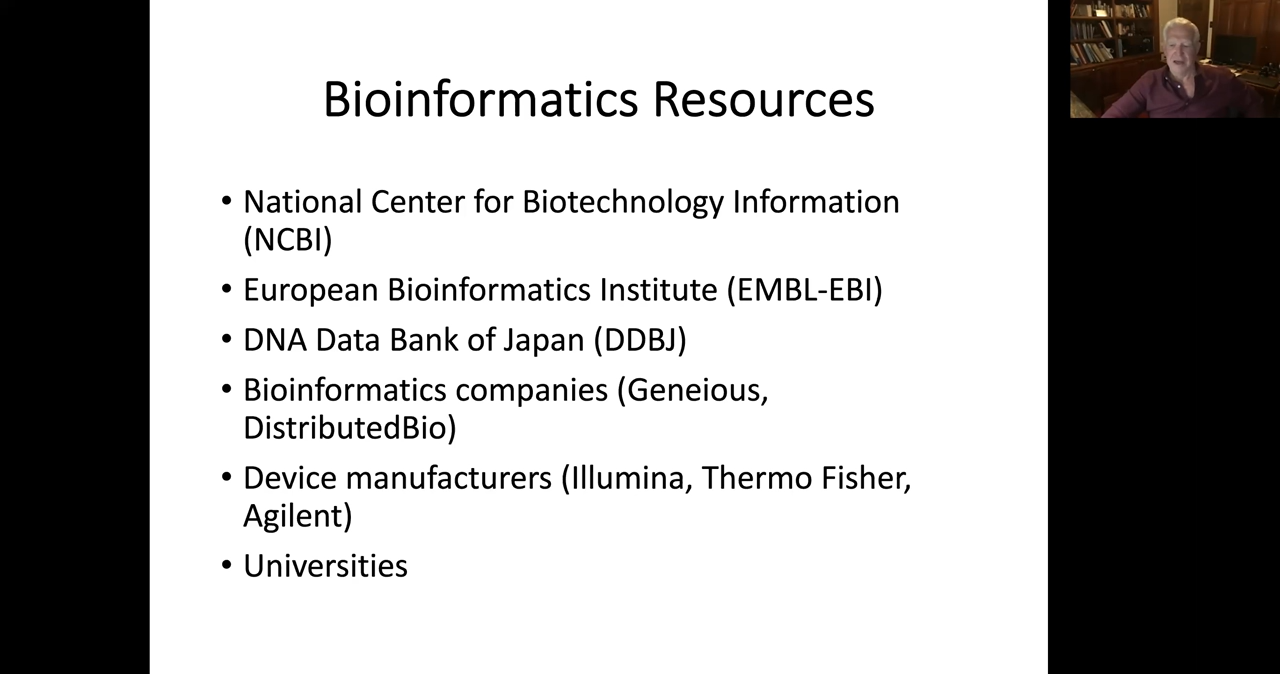 Bioinformatics Resources
• National Center for Biotechnology Information
(NCBI)
• European Bioinformatics Institute (EMBL-EBI)
• DNA Data Bank of Japan (DDBJ)
• Bioinformatics companies (Geneious,
DistributedBio)
• Device manufacturers (Illumina, Thermo Fisher,
Agilent)
• Universities